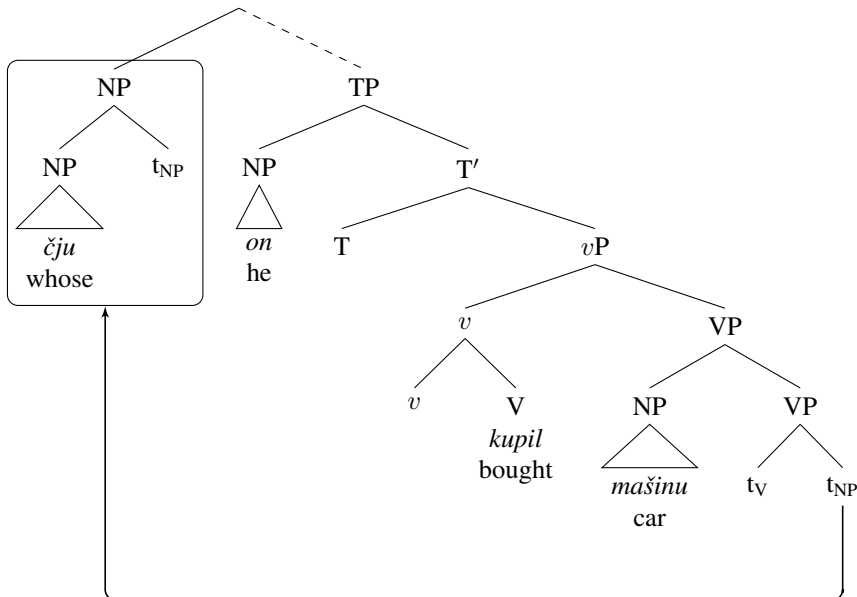 NP TP
NP t_NP NP T′
čju on T vP
whose he
v VP
v V NP VP
kupil
bought mašinu t_V t_NP
car